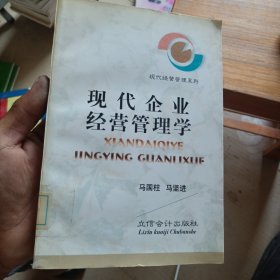 现代经营管理系列
现代企业
经营管理学
XIANDAIQIYE
JINGYING GUANLIXUE
马国柱 马坚进
立信会计出版社
Lixin kuaiji Chubanshe